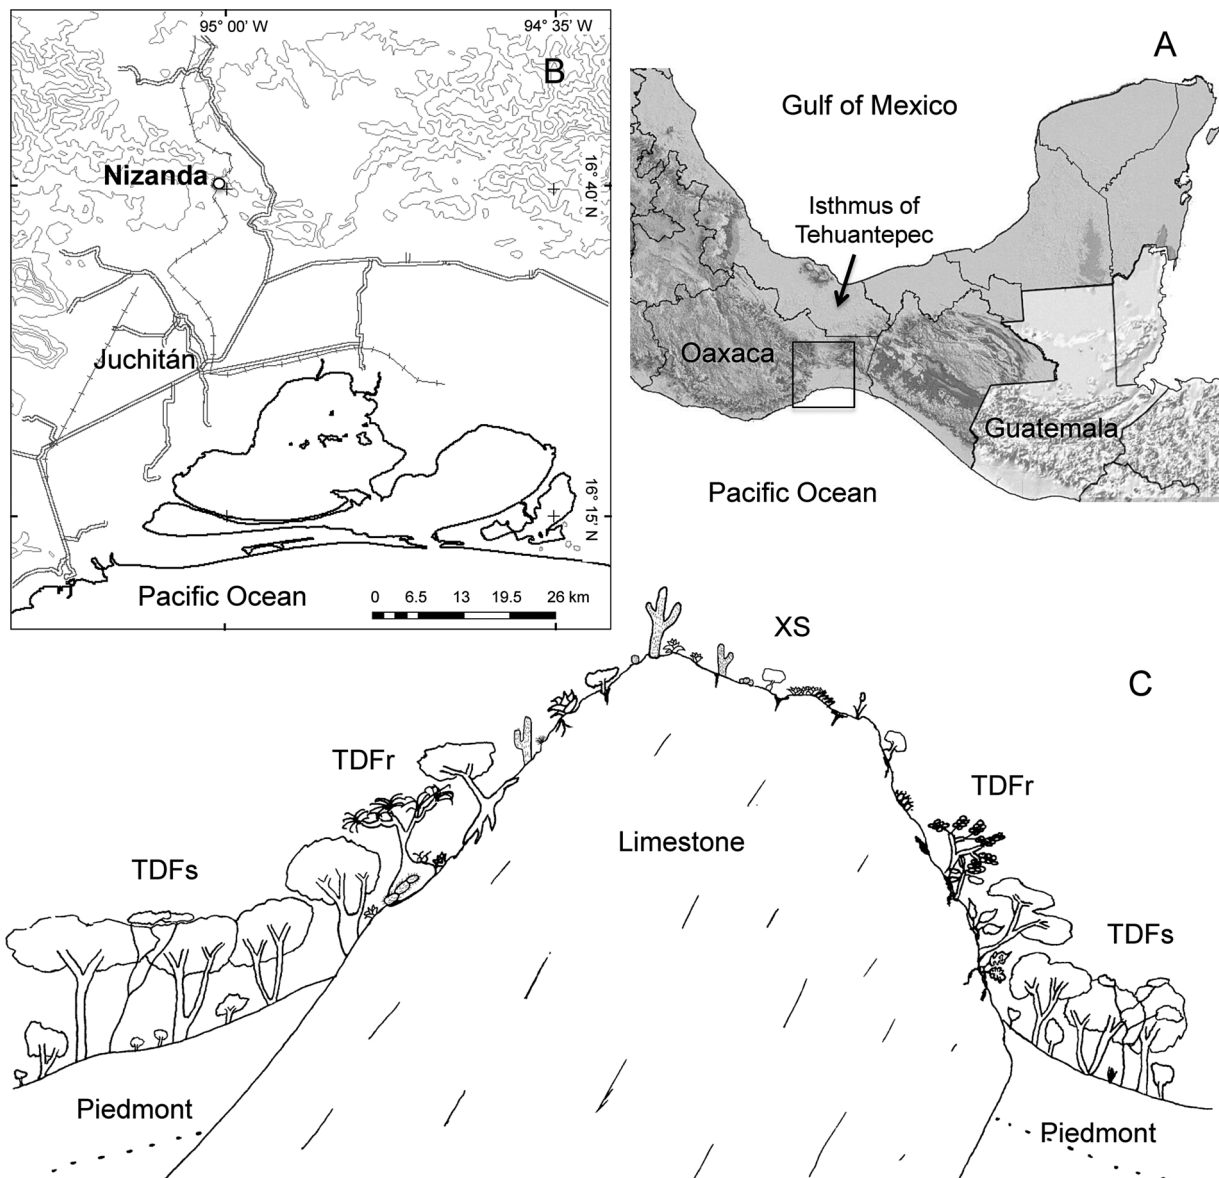 95° 00' W
94° 35' W
B
16° 40' N
Nizanda
Juchitán
16° 15' N
Pacific Ocean
0 6.5 13 19.5 26 km
A
Gulf of Mexico
Isthmus of
Tehuantepec
Oaxaca
Guatemala
Pacific Ocean
XS
C
TDFr
TDFr
Limestone
TDFs
TDFs
Piedmont
Piedmont